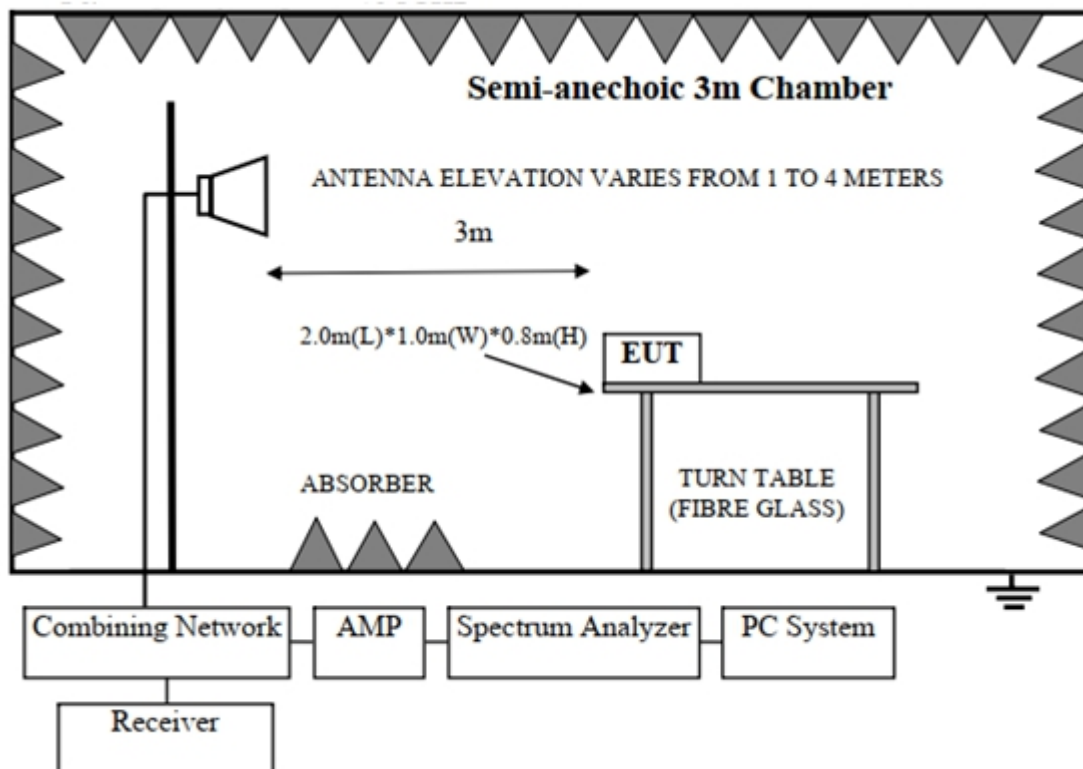 Semi-anechoic 3m Chamber
ANTENNA ELEVATION VARIES FROM 1 TO 4 METERS
3m
2.0m(L)*1.0m(W)*0.8m(H)
EUT
ABSORBER
TURN TABLE
(FIBRE GLASS)
Combining Network
AMP
Spectrum Analyzer
PC System
Receiver